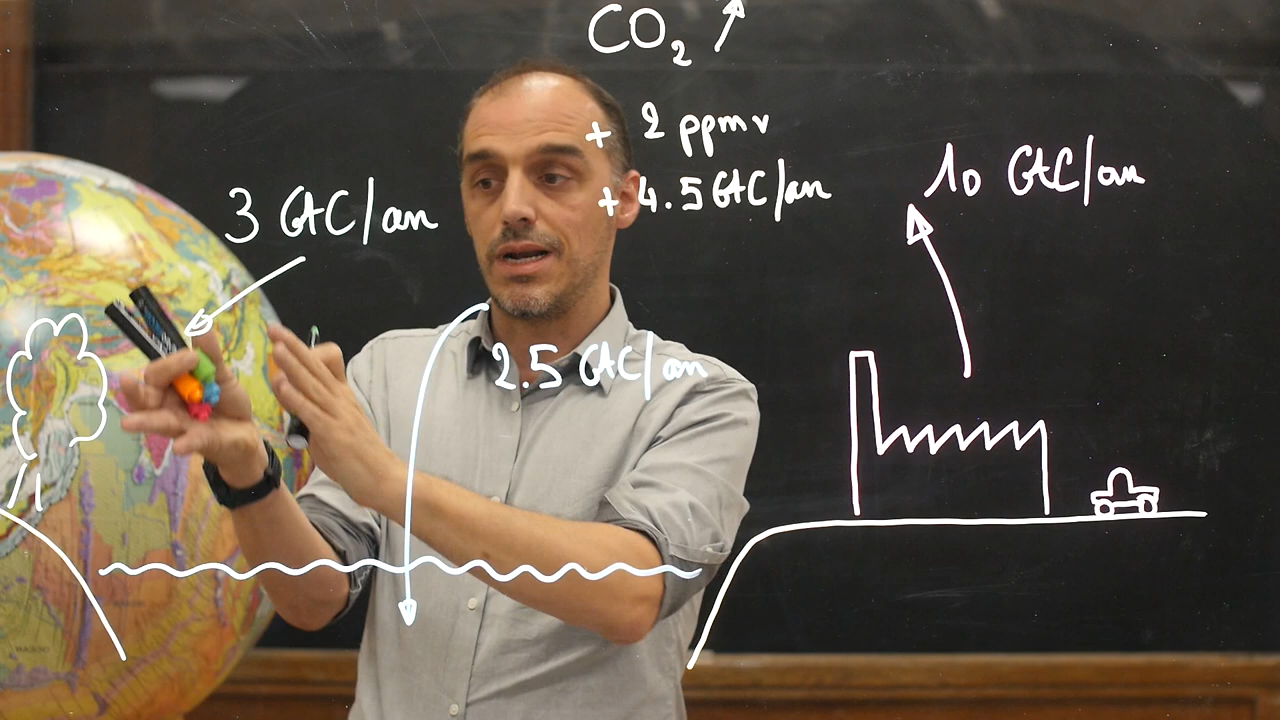 CO₂
+ 2 ppmv
+ 4.5 GtC/an
10 GtC/an
3 GtC/an
2.5 GtC/an